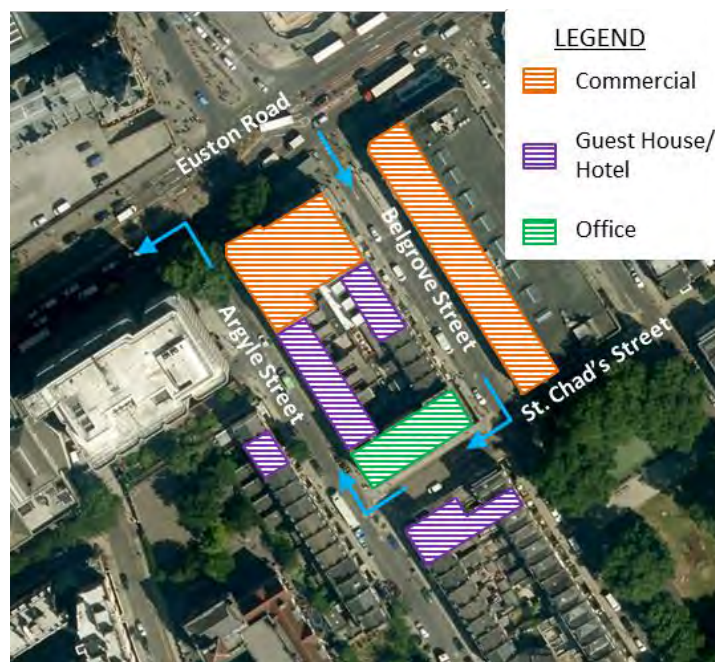 LEGEND
Commercial
Guest House/
Hotel
Office
Euston Road
Belgrove Street
Argyle Street
St. Chad's Street